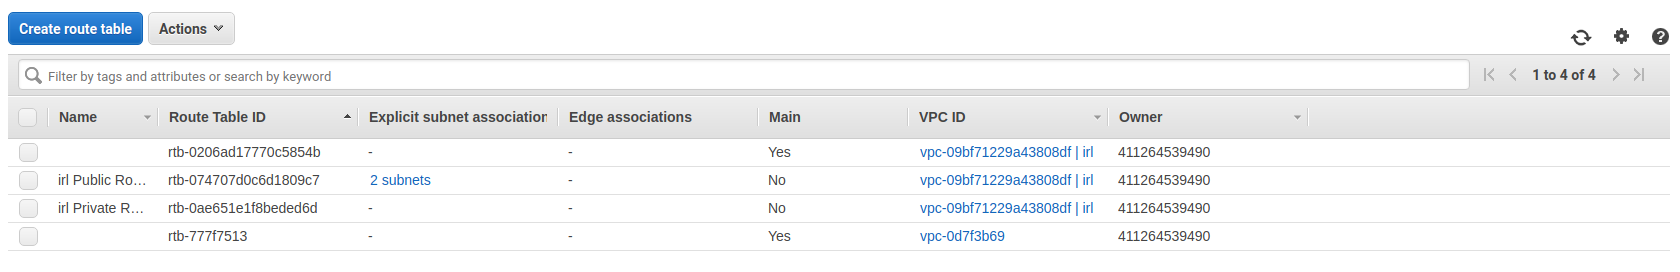 Create route table Actions
Filter by tags and attributes or search by keyword 1 to 4 of 4
Name Route Table ID Explicit subnet association Edge associations Main VPC ID Owner
rtb-0206ad17770c5854b - - Yes vpc-09bf71229a43808df | irl 411264539490
irl Public Ro... rtb-074707d0c6d1809c7 2 subnets - No vpc-09bf71229a43808df | irl 411264539490
irl Private R... rtb-0ae651e1f8beded6d - - No vpc-09bf71229a43808df | irl 411264539490
rtb-777f7513 - - Yes vpc-0d7f3b69 411264539490